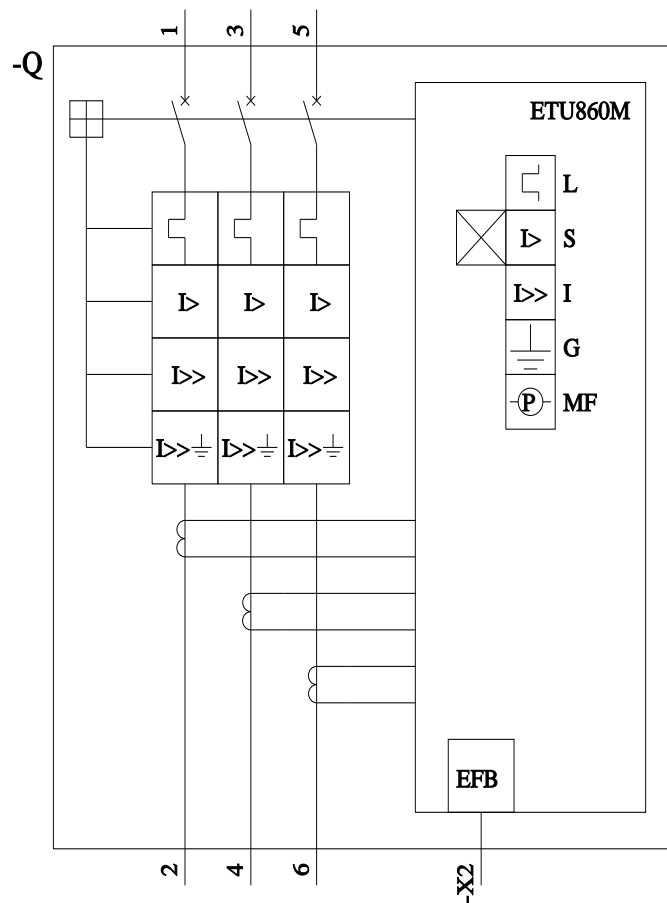 1 3 5
-Q
ETU860M
L
I> I> I> I> S
I>> I>> I>> I>> I
G
P MF
I>> I>> I>>
EFB
2 4 6 -X2